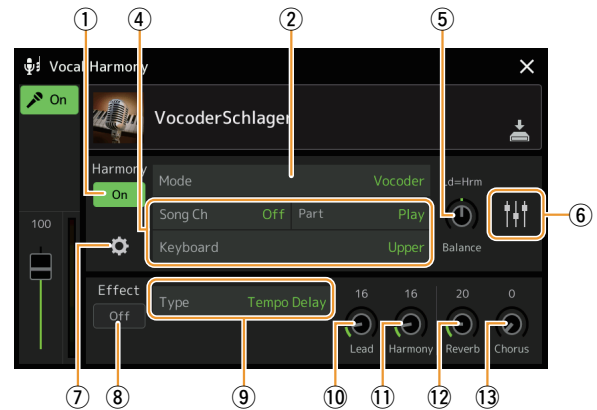 ① ④ ② ⑤
Vocal Harmony
On
VocoderSchlager
Harmony
On
Mode Vocoder
Song Ch Off Part Play
Keyboard Upper
Ld=Hrm
Balance
⑥
100
Effect
Off
Type Tempo Delay
16 16 20 0
Lead Harmony Reverb Chorus
⑦ ⑧ ⑨ ⑩ ⑪ ⑫ ⑬